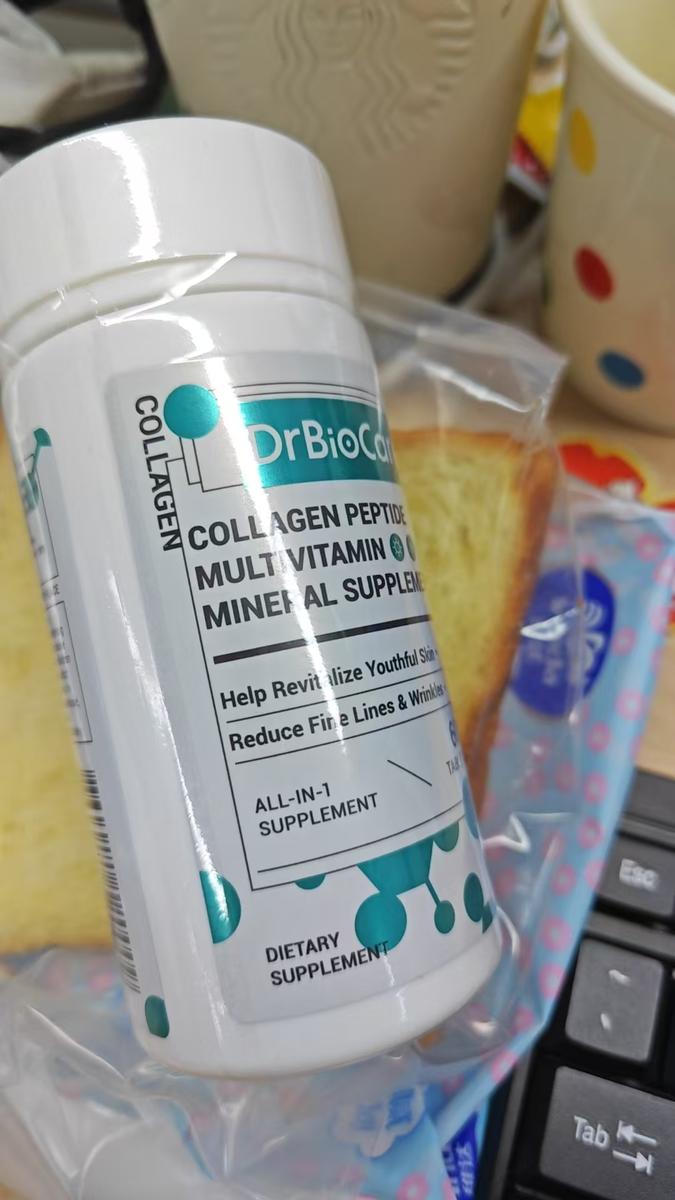 COLLAGEN
DrBioCar
COLLAGEN PEPTIDE
MULTIVITAMIN
MINERAL SUPPLEME
Help Revitalize Youthful Skin
Reduce Fine Lines & Wrinkles
ALL-IN-1
SUPPLEMENT
DIETARY
SUPPLEMENT
Esc
Tab